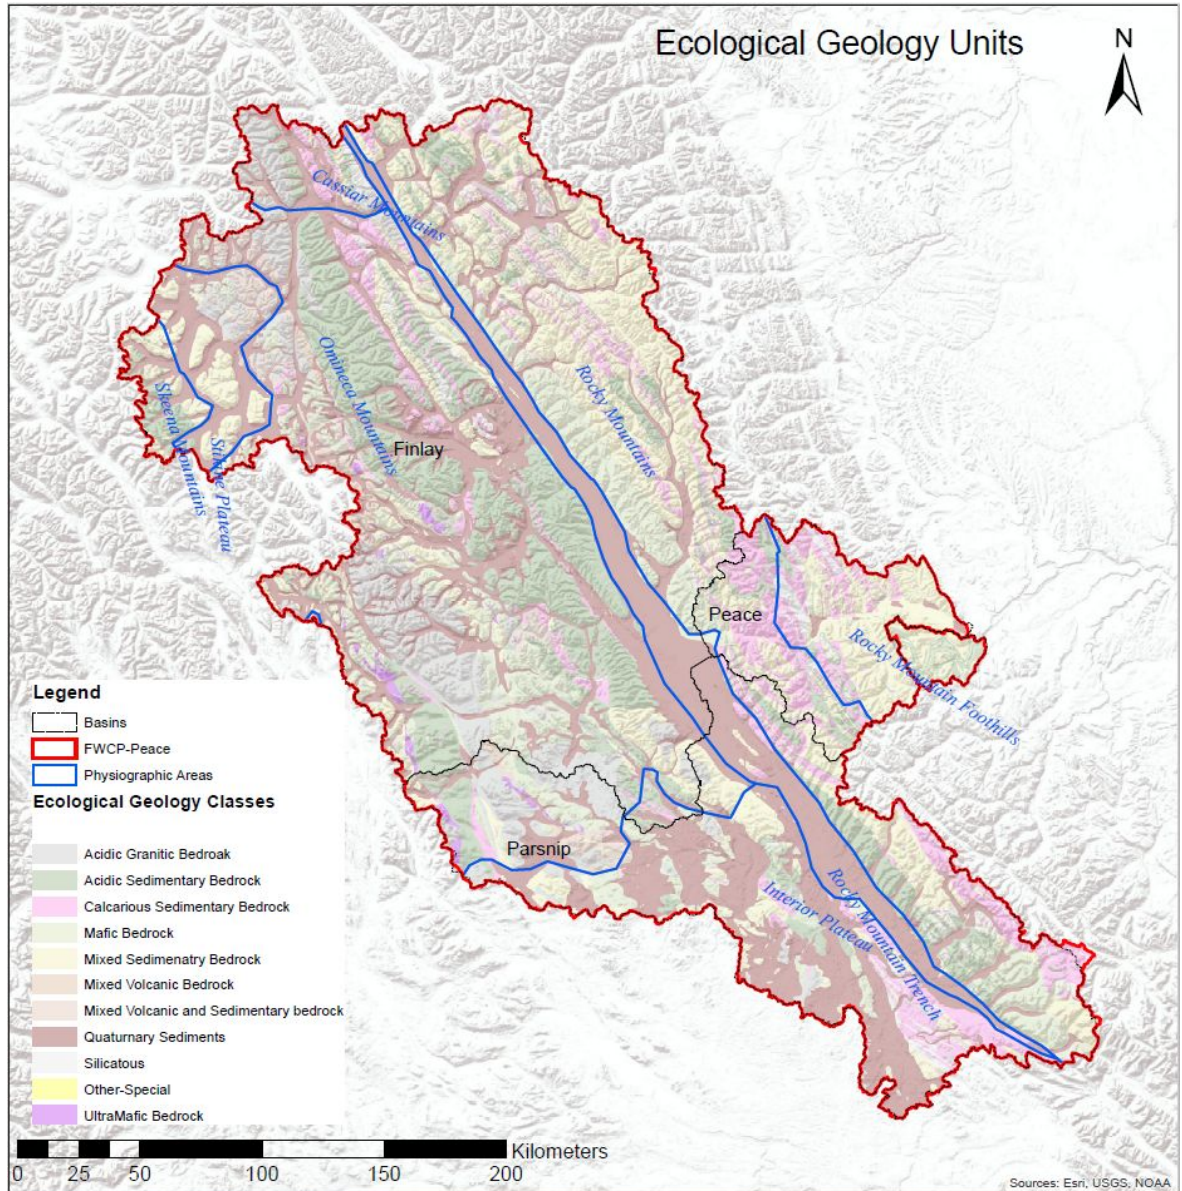 Ecological Geology Units
N
Cassiar Mountains
Omineca Mountains
Rocky Mountains
Skeena Mountains
Stikine Plateau
Finlay
Peace
Rocky Mountain Foothills
Parsnip
Interior Plateau
Rocky Mountain Trench
Legend
Basins
FWCP-Peace
Physiographic Areas
Ecological Geology Classes
Acidic Granitic Bedroak
Acidic Sedimentary Bedrock
Calcarious Sedimentary Bedrock
Mafic Bedrock
Mixed Sedimenatry Bedrock
Mixed Volcanic Bedrock
Mixed Volcanic and Sedimentary bedrock
Quaturnary Sediments
Silicatous
Other-Special
UltraMafic Bedrock
Kilometers
0 25 50 100 150 200
Sources: Esri, USGS, NOAA